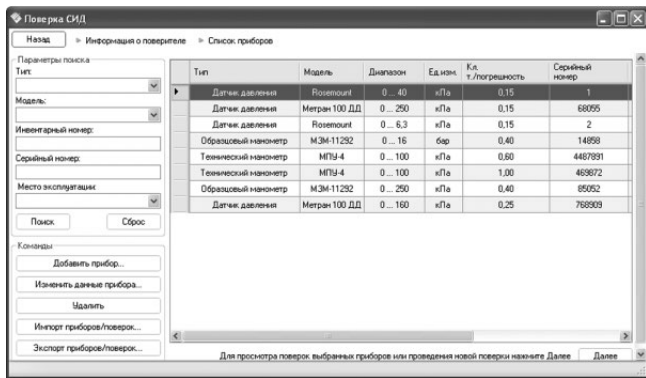 Поверка СИД
Назад » Информация о поверителе » Список приборов
Параметры поиска
Тип:
Модель:
Инвентарный номер:
Серийный номер:
Место эксплуатации:
Поиск Сброс
Команды
Добавить прибор...
Изменить данные прибора...
Удалить
Импорт приборов/поверок...
Экспорт приборов/поверок...
Тип Модель Диапазон Ед.изм. Кл. т./погрешность Серийный номер
Датчик давления Rosemount 0 ... 40 кПа 0,15 1
Датчик давления Метран 100 ДД 0 ... 250 кПа 0,15 68055
Датчик давления Rosemount 0 ... 6,3 кПа 0,15 2
Образцовый манометр МЗМ-11292 0 ... 16 бар 0,40 14858
Технический манометр МПУ-4 0 ... 100 кПа 0,60 4487891
Технический манометр МПУ-4 0 ... 100 кПа 1,00 469872
Образцовый манометр МЗМ-11292 0 ... 250 кПа 0,40 85052
Датчик давления Метран 100 ДД 0 ... 160 кПа 0,25 768909
Для просмотра поверок выбранных приборов или проведения новой поверки нажмите Далее Далее